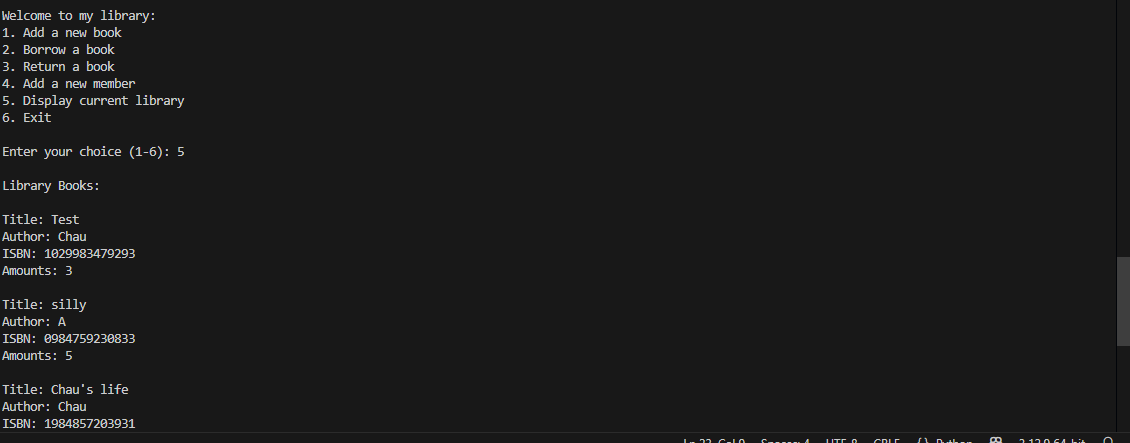 Welcome to my library:
1. Add a new book
2. Borrow a book
3. Return a book
4. Add a new member
5. Display current library
6. Exit
Enter your choice (1-6): 5
Library Books:
Title: Test
Author: Chau
ISBN: 1029983479293
Amounts: 3
Title: silly
Author: A
ISBN: 0984759230833
Amounts: 5
Title: Chau's life
Author: Chau
ISBN: 1984857203931